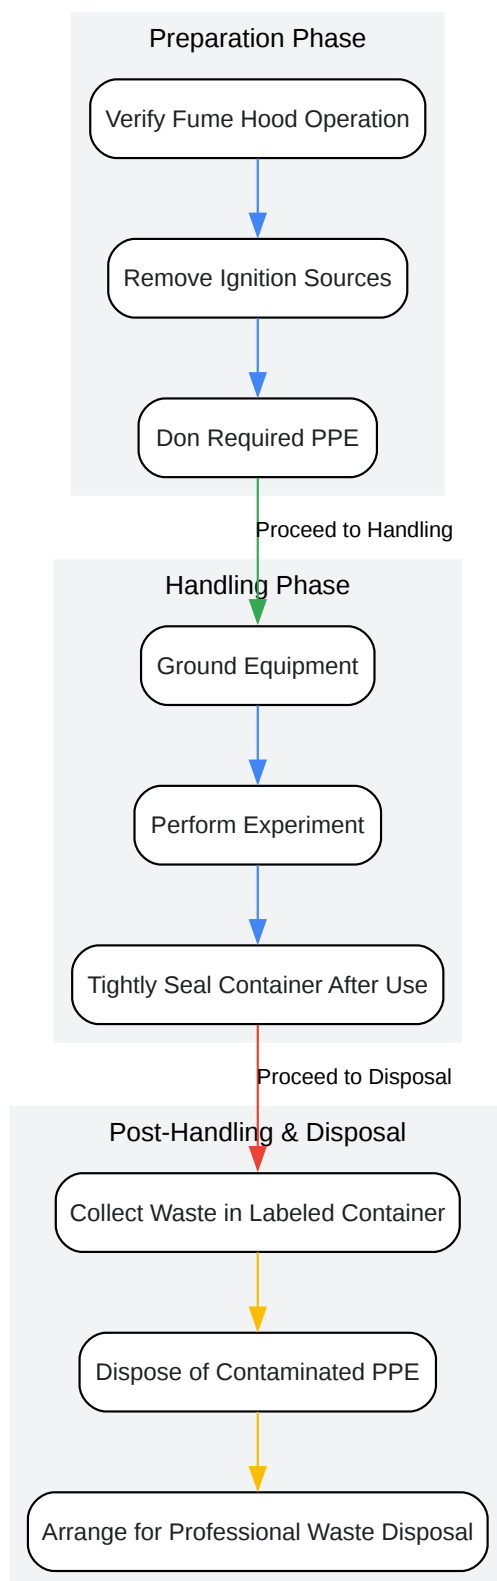 Preparation Phase
Verify Fume Hood Operation
Remove Ignition Sources
Don Required PPE
Proceed to Handling
Handling Phase
Ground Equipment
Perform Experiment
Tightly Seal Container After Use
Proceed to Disposal
Post-Handling & Disposal
Collect Waste in Labeled Container
Dispose of Contaminated PPE
Arrange for Professional Waste Disposal